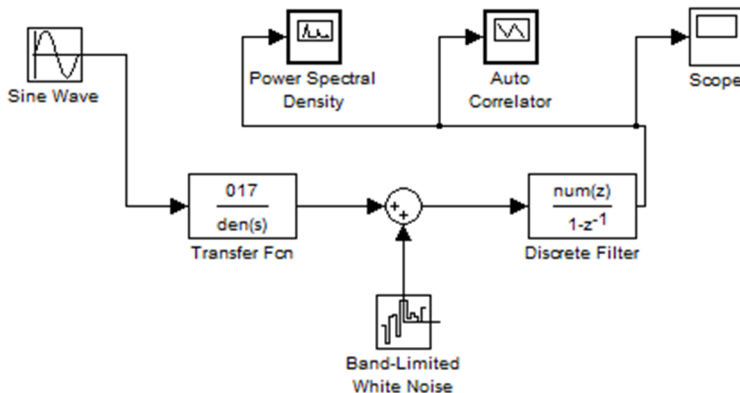 Sine Wave
Power Spectral
Density
Auto
Correlator
Scope
017
den(s)
Transfer Fcn
+
+
num(z)
1-z⁻¹
Discrete Filter
Band-Limited
White Noise